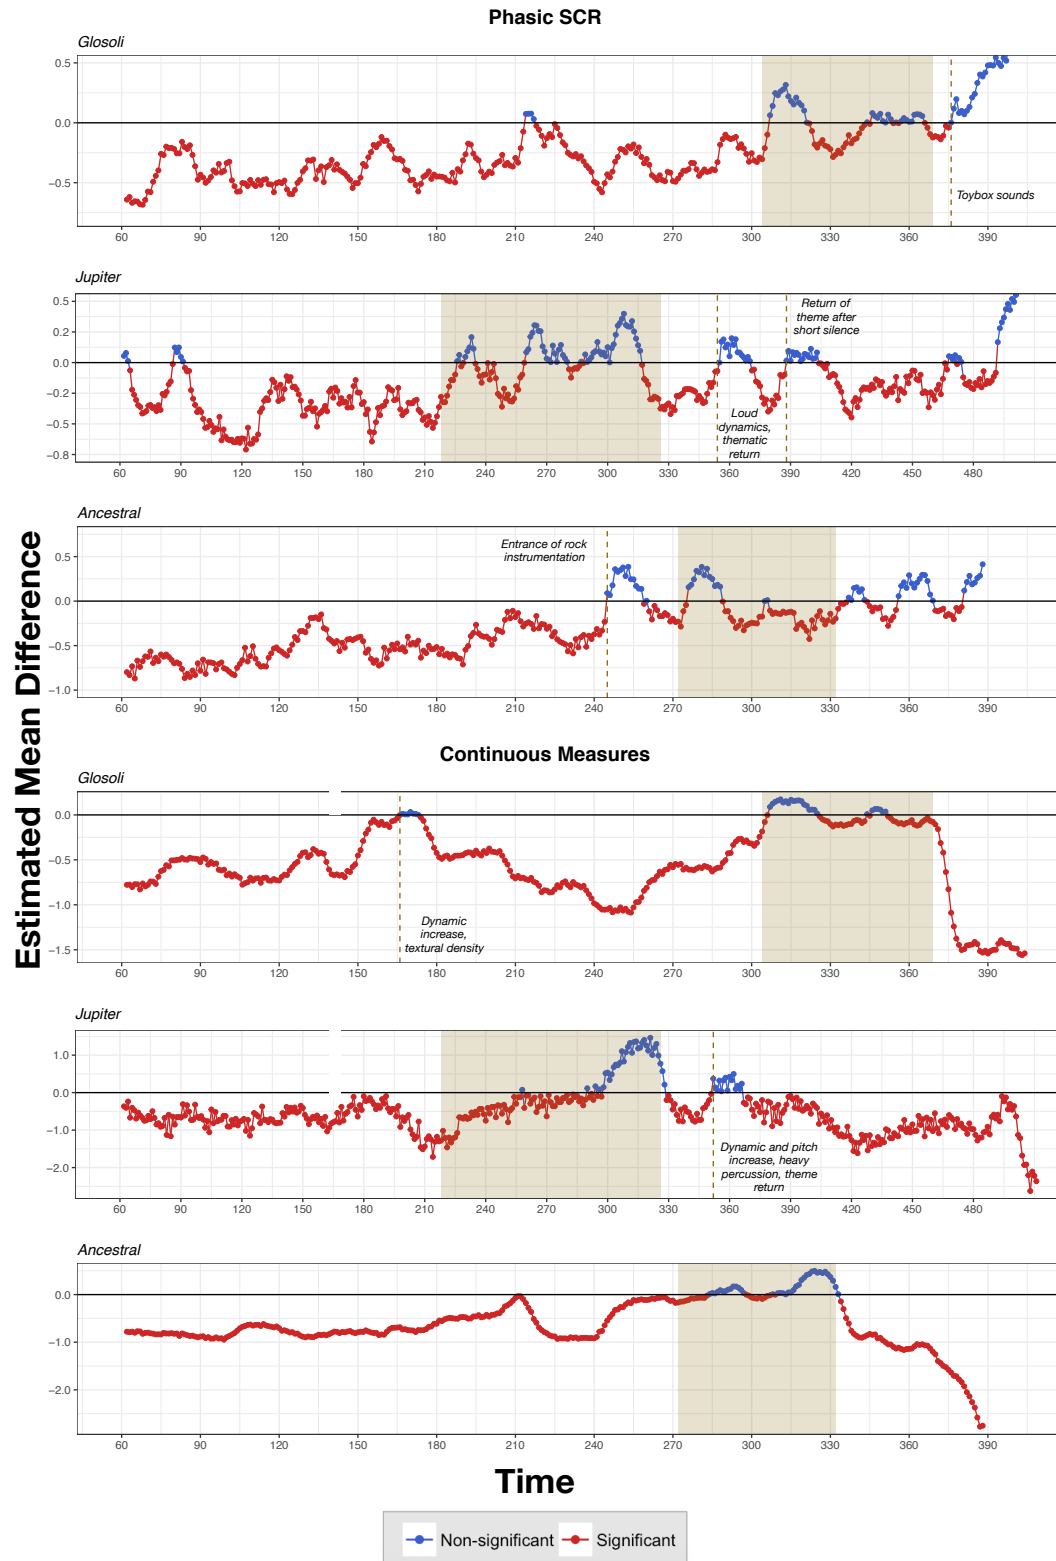 Phasic SCR
Glosoli
0.5
0.0
−0.5
Toybox sounds
60 90 120 150 180 210 240 270 300 330 360 390
Jupiter
0.5
0.2
0.0
−0.2
−0.5
−0.8
Return of
theme after
short silence
Loud
dynamics,
thematic
return
60 90 120 150 180 210 240 270 300 330 360 390 420 450 480
Ancestral
0.5
0.0
−0.5
−1.0
Entrance of rock
instrumentation
60 90 120 150 180 210 240 270 300 330 360 390
Estimated Mean Difference
Continuous Measures
Glosoli
0.0
−0.5
−1.0
−1.5
Dynamic
increase,
textural density
60 90 120 150 180 210 240 270 300 330 360 390
Jupiter
1.0
0.0
−1.0
−2.0
Dynamic and pitch
increase, heavy
percussion, theme
return
60 90 120 150 180 210 240 270 300 330 360 390 420 450 480
Ancestral
0.0
−1.0
−2.0
60 90 120 150 180 210 240 270 300 330 360 390
Time
Non-significant Significant